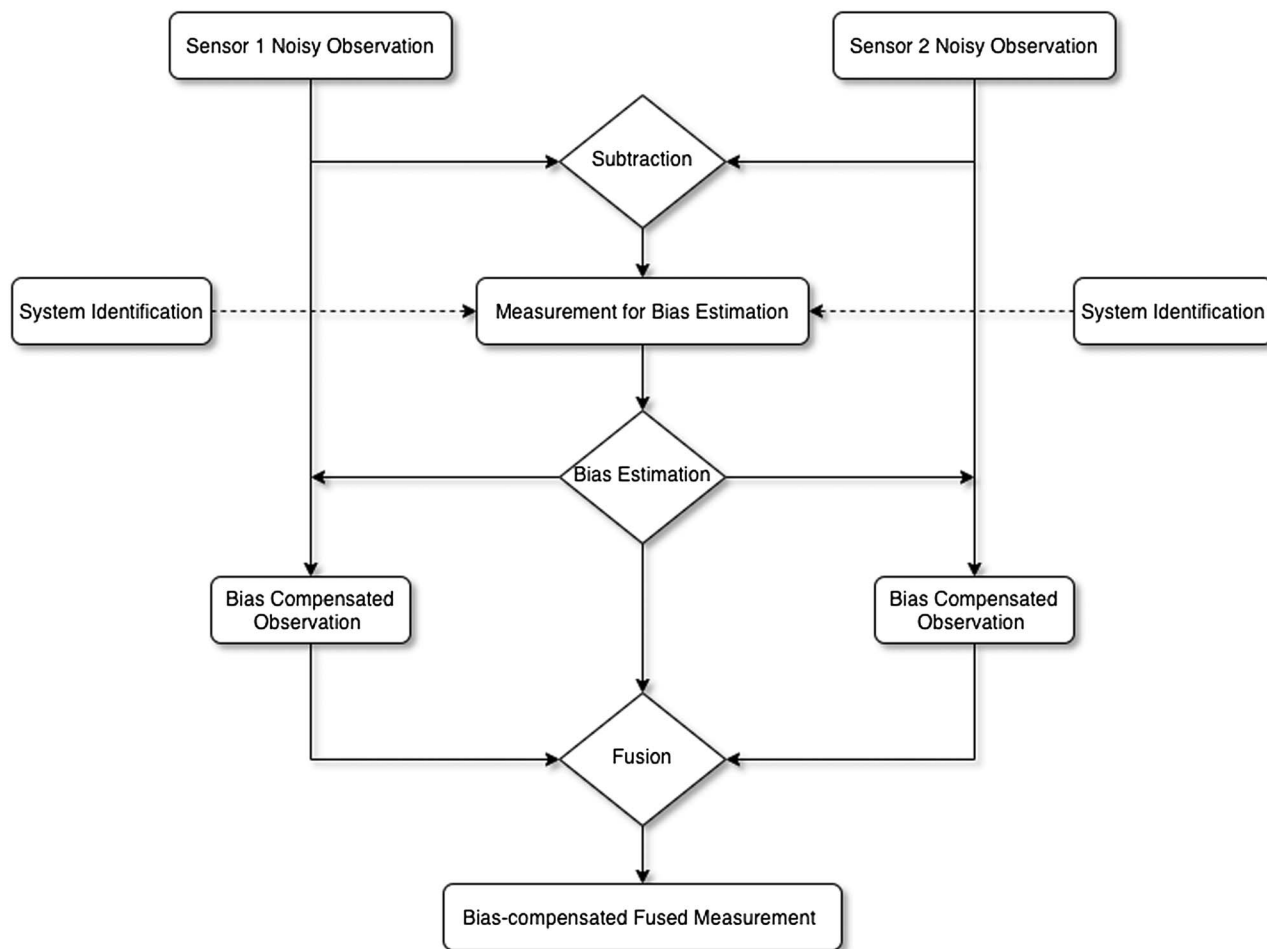 Sensor 1 Noisy Observation
Sensor 2 Noisy Observation
Subtraction
System Identification
Measurement for Bias Estimation
System Identification
Bias Estimation
Bias Compensated
Observation
Bias Compensated
Observation
Fusion
Bias-compensated Fused Measurement